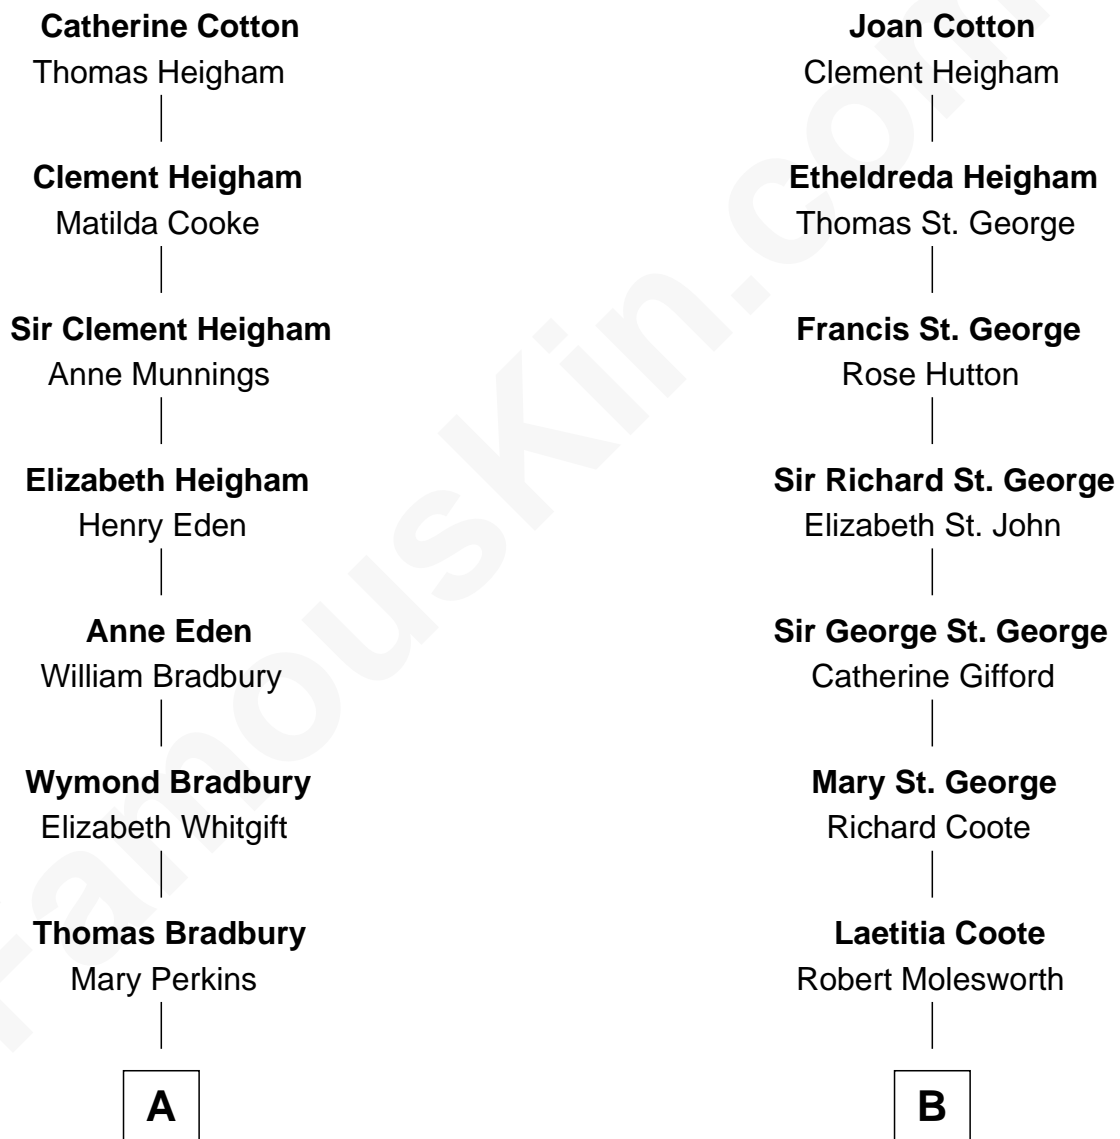 Catherine Cotton
Thomas Heigham
Clement Heigham
Matilda Cooke
Sir Clement Heigham
Anne Munnings
Elizabeth Heigham
Henry Eden
Anne Eden
William Bradbury
Wymond Bradbury
Elizabeth Whitgift
Thomas Bradbury
Mary Perkins
A
Joan Cotton
Clement Heigham
Etheldreda Heigham
Thomas St. George
Francis St. George
Rose Hutton
Sir Richard St. George
Elizabeth St. John
Sir George St. George
Catherine Gifford
Mary St. George
Richard Coote
Laetitia Coote
Robert Molesworth
B
FamousKin.com